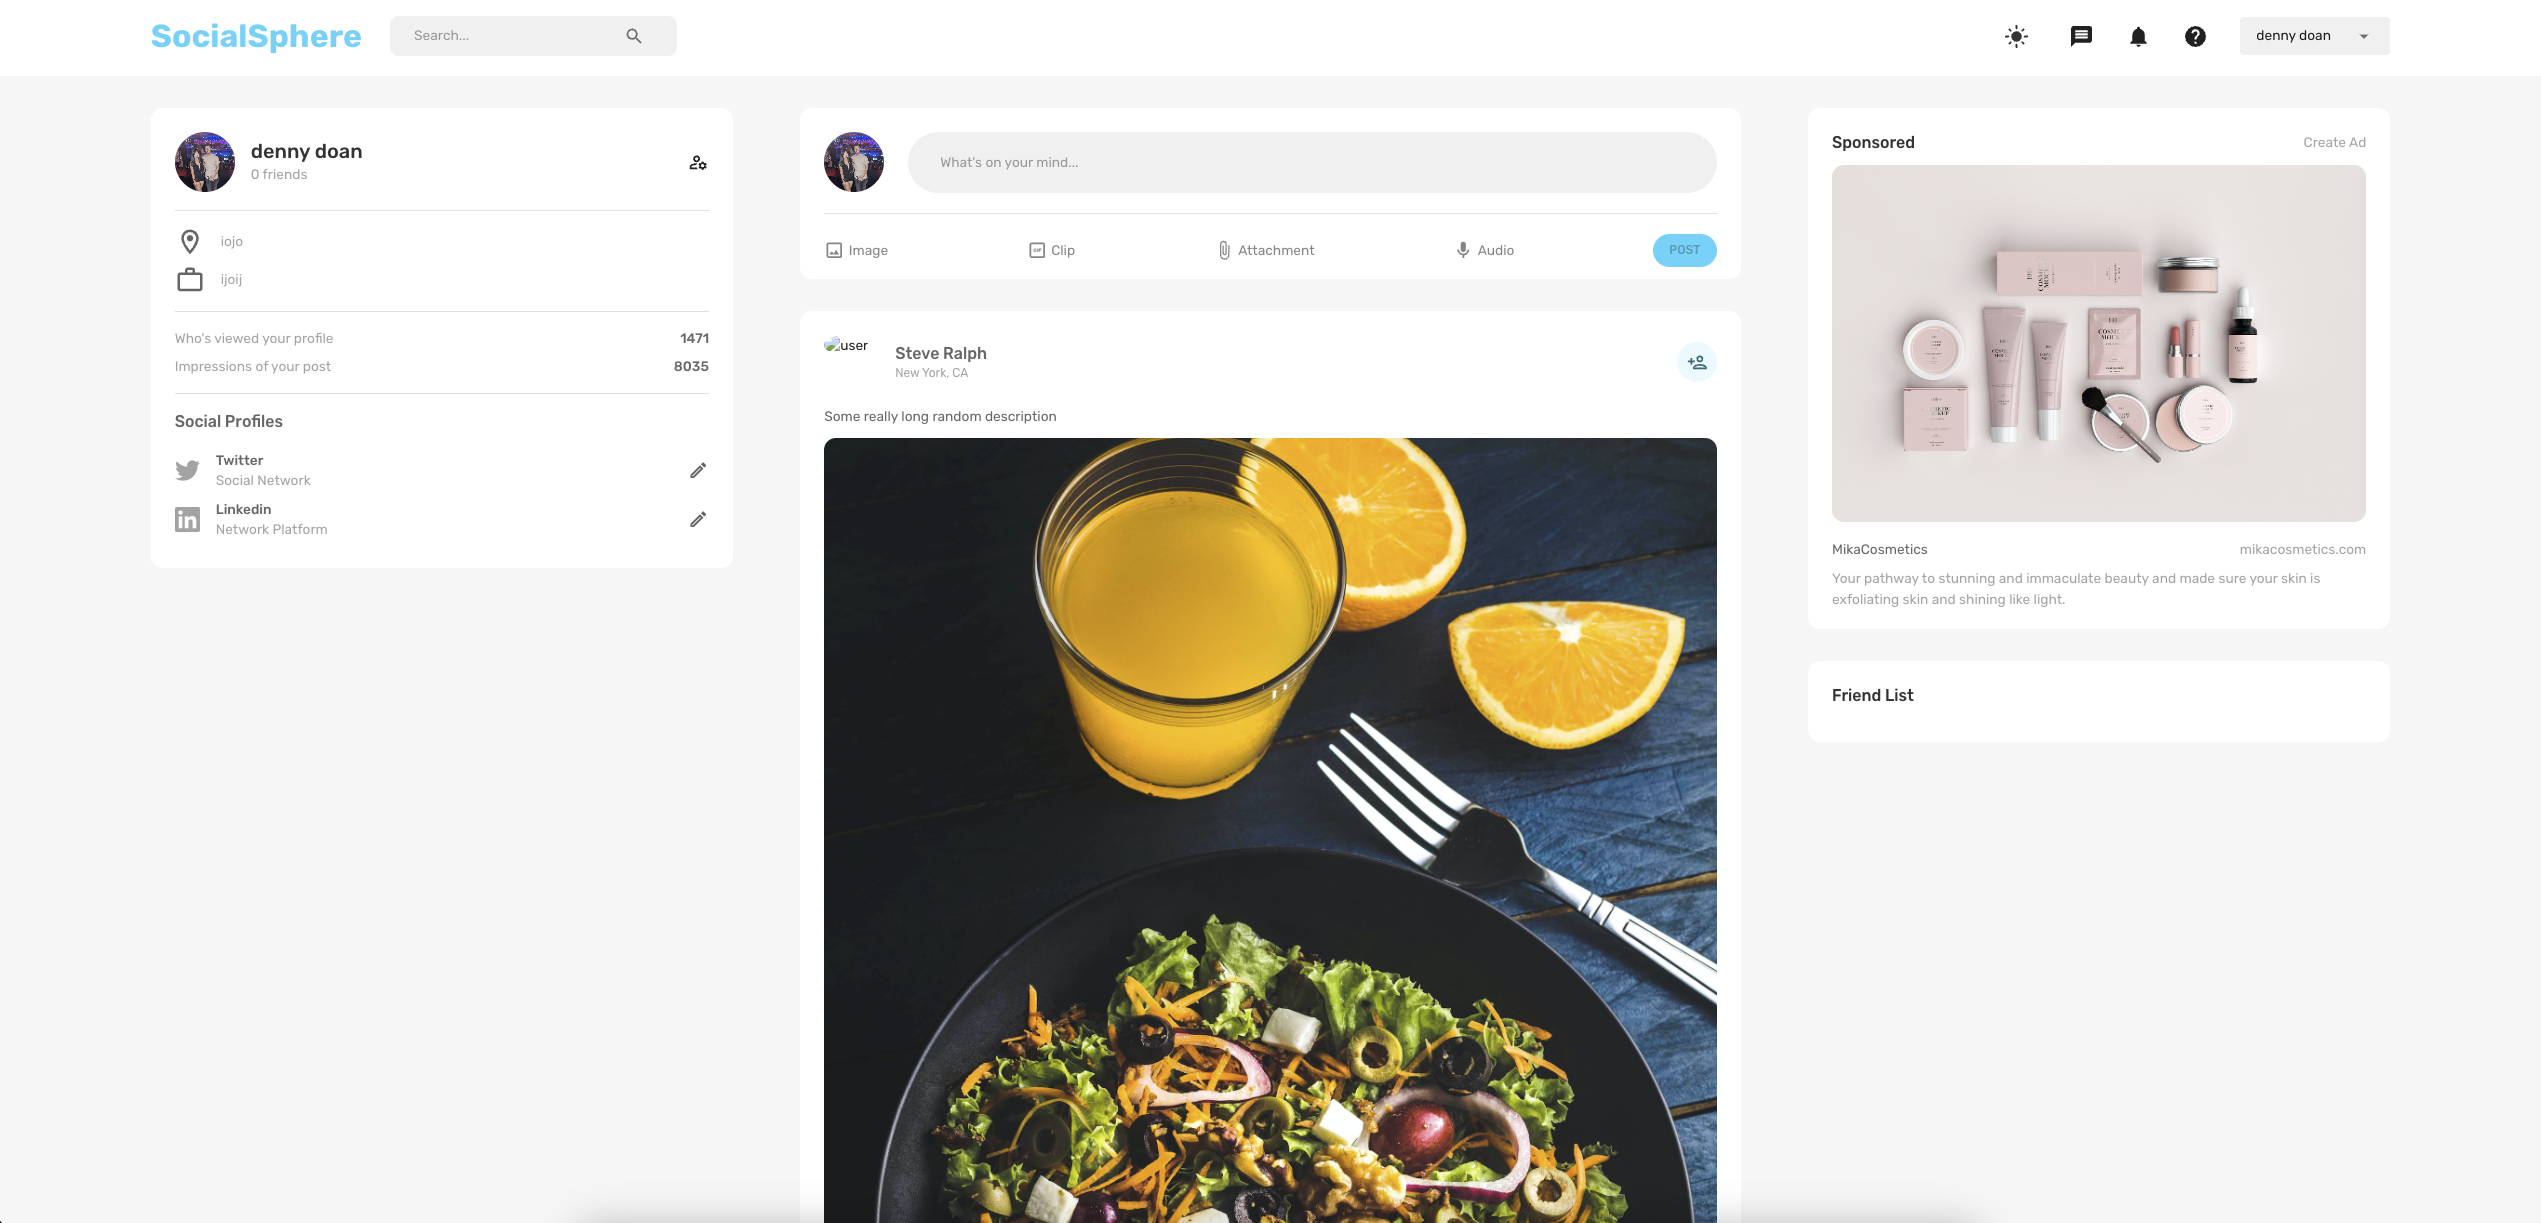 SocialSphere
Search...
denny doan
denny doan
0 friends
iojo
ijoij
Who's viewed your profile 1471
Impressions of your post 8035
Social Profiles
Twitter
Social Network
Linkedin
Network Platform
What's on your mind...
Image Clip Attachment Audio POST
user
Steve Ralph
New York, CA
Some really long random description
Sponsored Create Ad
MikaCosmetics mikacosmetics.com
Your pathway to stunning and immaculate beauty and made sure your skin is
exfoliating skin and shining like light.
Friend List